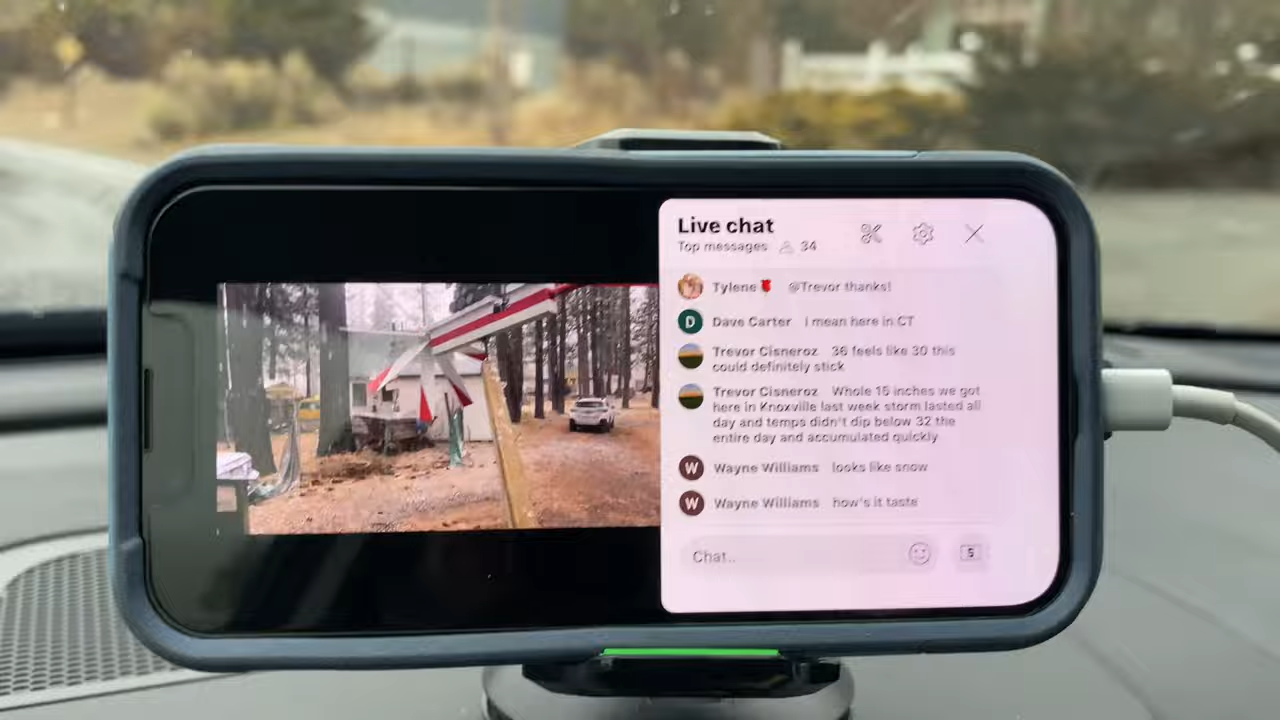 Live chat
Top messages 34
Tylene @Trevor thanks!
D Dave Carter I mean here in CT
Trevor Cisneroz 36 feels like 30 this
could definitely stick
Trevor Cisneroz Whole 15 inches we got
here in Knoxville last week storm lasted all
day and temps didn't dip below 32 the
entire day and accumulated quickly
W Wayne Williams looks like snow
W Wayne Williams how's it taste
Chat..
$